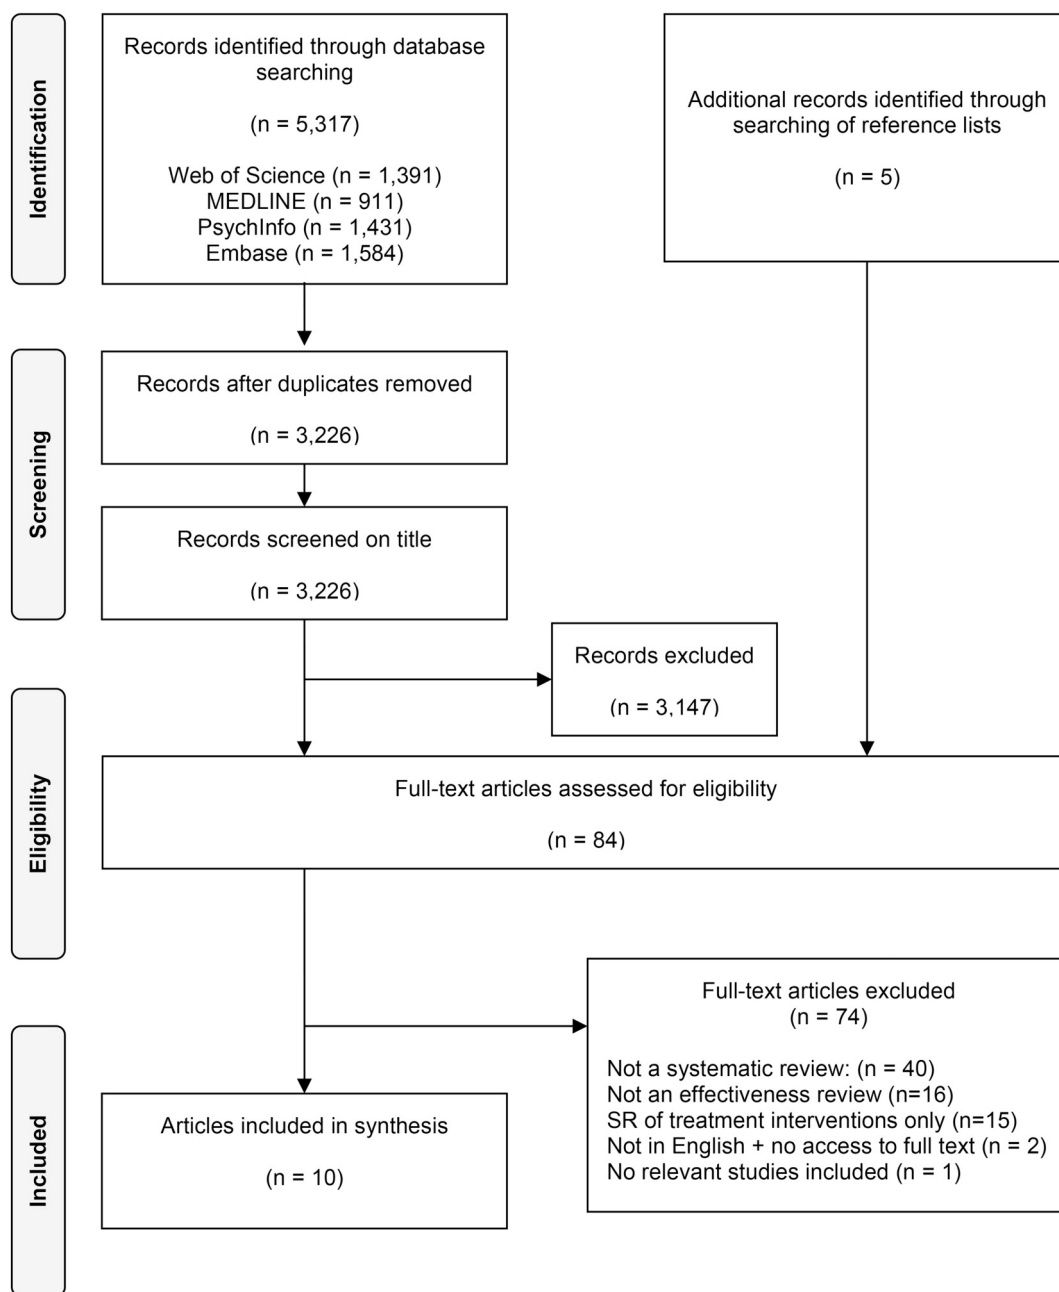 Identification
Records identified through database
searching
(n = 5,317)
Web of Science (n = 1,391)
MEDLINE (n = 911)
PsychInfo (n = 1,431)
Embase (n = 1,584)
Additional records identified through
searching of reference lists
(n = 5)
Screening
Records after duplicates removed
(n = 3,226)
Records screened on title
(n = 3,226)
Records excluded
(n = 3,147)
Eligibility
Full-text articles assessed for eligibility
(n = 84)
Full-text articles excluded
(n = 74)
Not a systematic review: (n = 40)
Not an effectiveness review (n=16)
SR of treatment interventions only (n=15)
Not in English + no access to full text (n = 2)
No relevant studies included (n = 1)
Included
Articles included in synthesis
(n = 10)